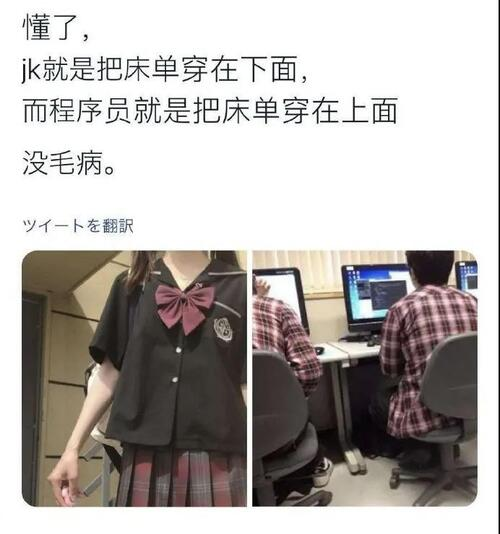 懂了，
jk就是把床单穿在下面，
而程序员就是把床单穿在上面
没毛病。
ツイートを翻訳